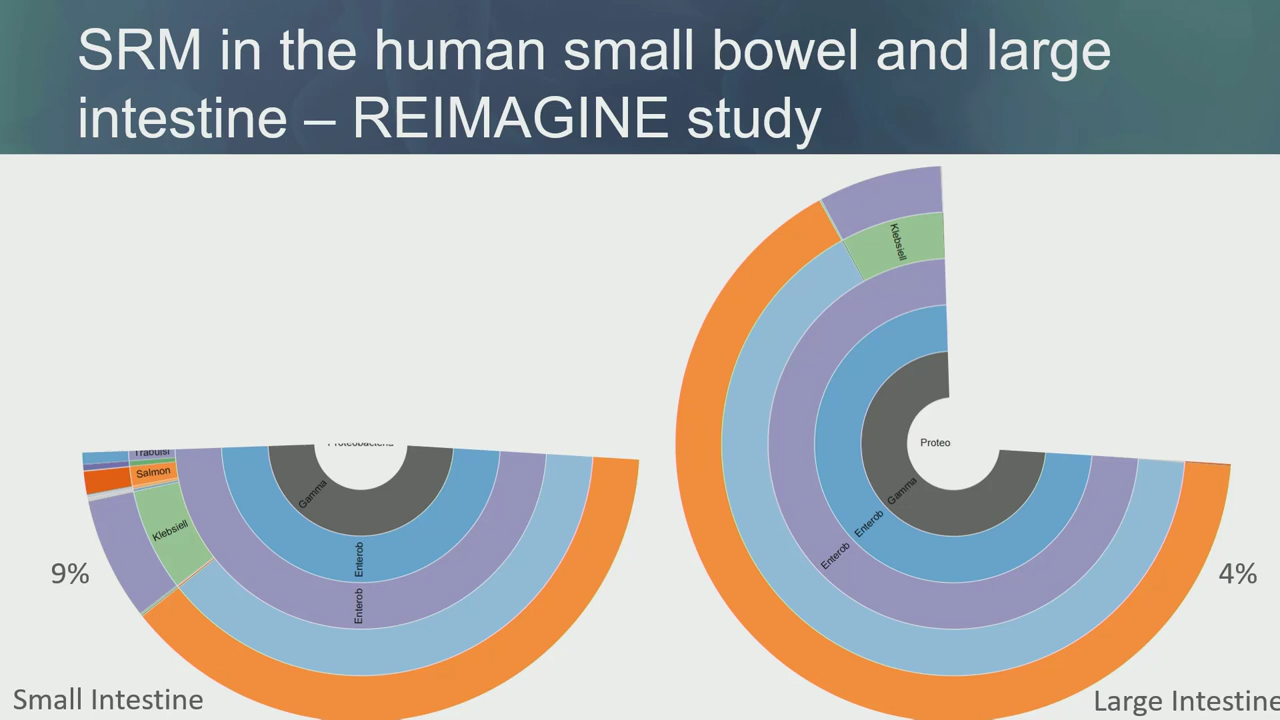 SRM in the human small bowel and large
intestine – REIMAGINE study
Klebsiell
Proteo
Gamma
Enterob
Enterob
4%
Large Intestine
Proteobacteria
Trabulsi
Salmon
Klebsiell
Gamma
Enterob
Enterob
9%
Small Intestine